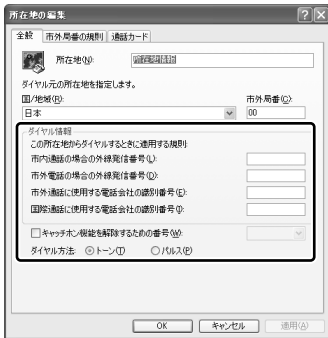 所在地の編集
全般 市外局番の規則 通話カード
所在地(N): 所在地情報
ダイヤル元の所在地を指定します。
国/地域(R): 市外局番(C):
日本 00
ダイヤル情報
この所在地からダイヤルするときに適用する規則:
市内通話の場合の外線発信番号(L):
市外電話の場合の外線発信番号(O):
市外通話に使用する電話会社の識別番号(E):
国際通話に使用する電話会社の識別番号(I):
キャッチホン機能を解除するための番号(W):
ダイヤル方法: トーン(T) パルス(P)
OK キャンセル 適用(A)